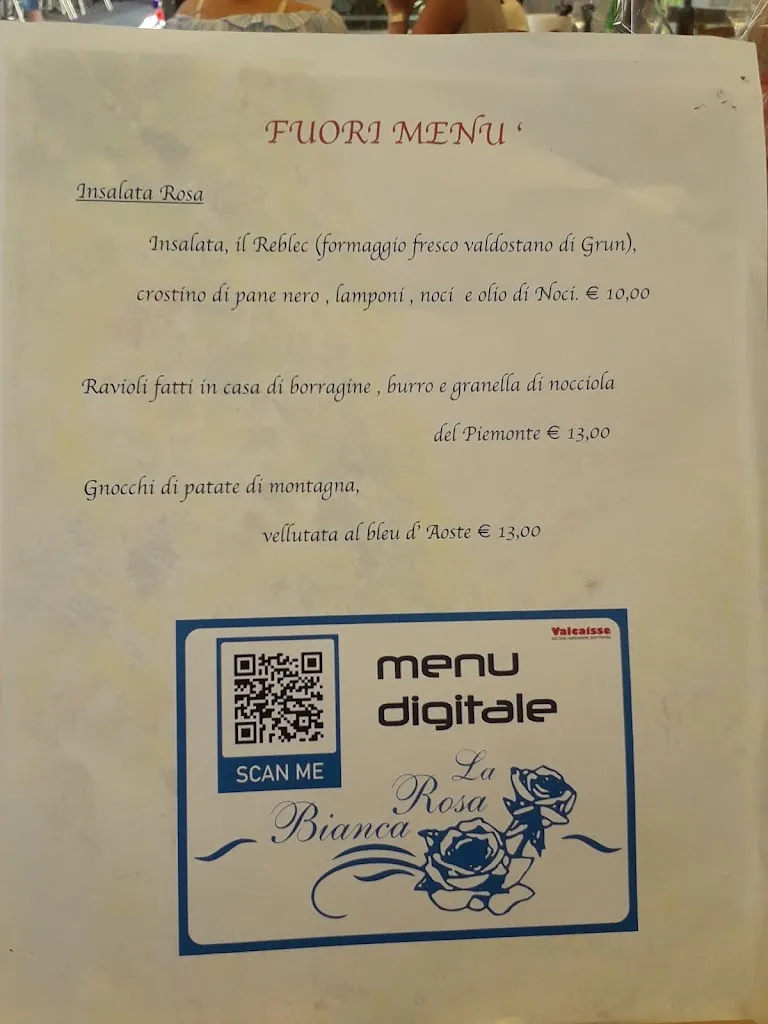 FUORI MENU ‘
Insalata Rosa
Insalata, il Reblec (formaggio fresco valdostano di Grun),
crostino di pane nero , lamponi , noci e olio di Noci. € 10,00
Ravioli fatti in casa di borragine , burro e granella di nocciola
del Piemonte € 13,00
Gnocchi di patate di montagna,
vellutata al bleu d’ Aoste € 13,00
Valcaisse
menu
digitale
SCAN ME
La
Rosa
Bianca